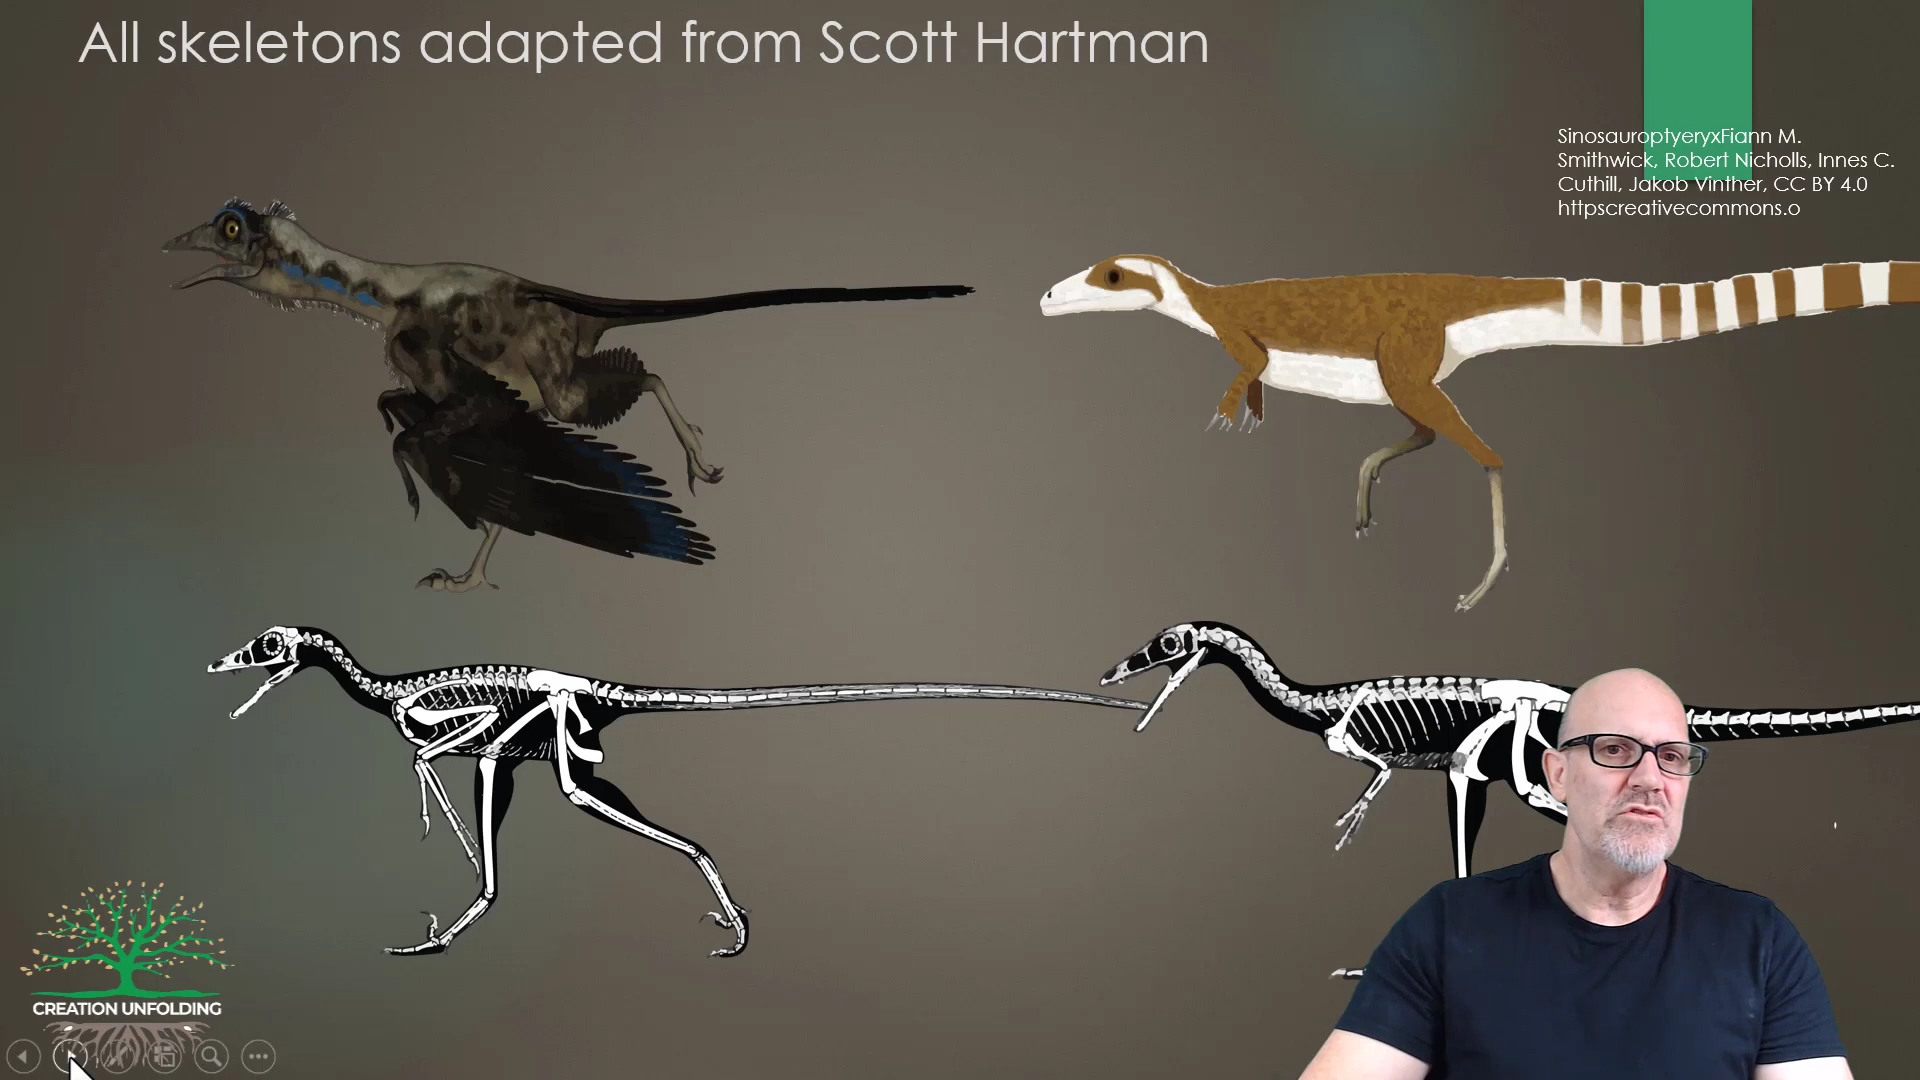 All skeletons adapted from Scott Hartman
SinosauroptyeryxFiann M.
Smithwick, Robert Nicholls, Innes C.
Cuthill, Jakob Vinther, CC BY 4.0
httpscreativecommons.o
CREATION UNFOLDING